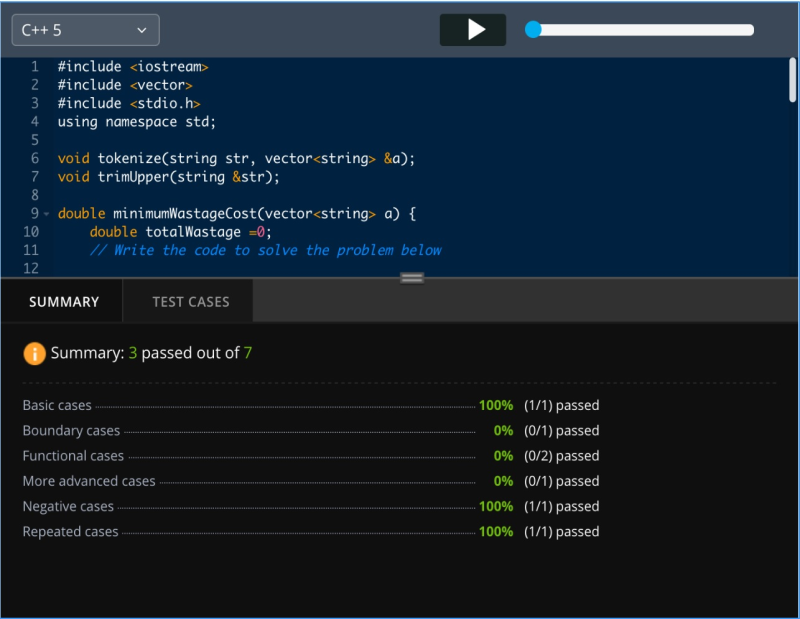 C++ 5
1 #include <iostream>
2 #include <vector>
3 #include <stdio.h>
4 using namespace std;
5
6 void tokenize(string str, vector<string> &a);
7 void trimUpper(string &str);
8
9 double minimumWastageCost(vector<string> a) {
10 double totalWastage =0;
11 // Write the code to solve the problem below
12
SUMMARY TEST CASES
Summary: 3 passed out of 7
Basic cases 100% (1/1) passed
Boundary cases 0% (0/1) passed
Functional cases 0% (0/2) passed
More advanced cases 0% (0/1) passed
Negative cases 100% (1/1) passed
Repeated cases 100% (1/1) passed